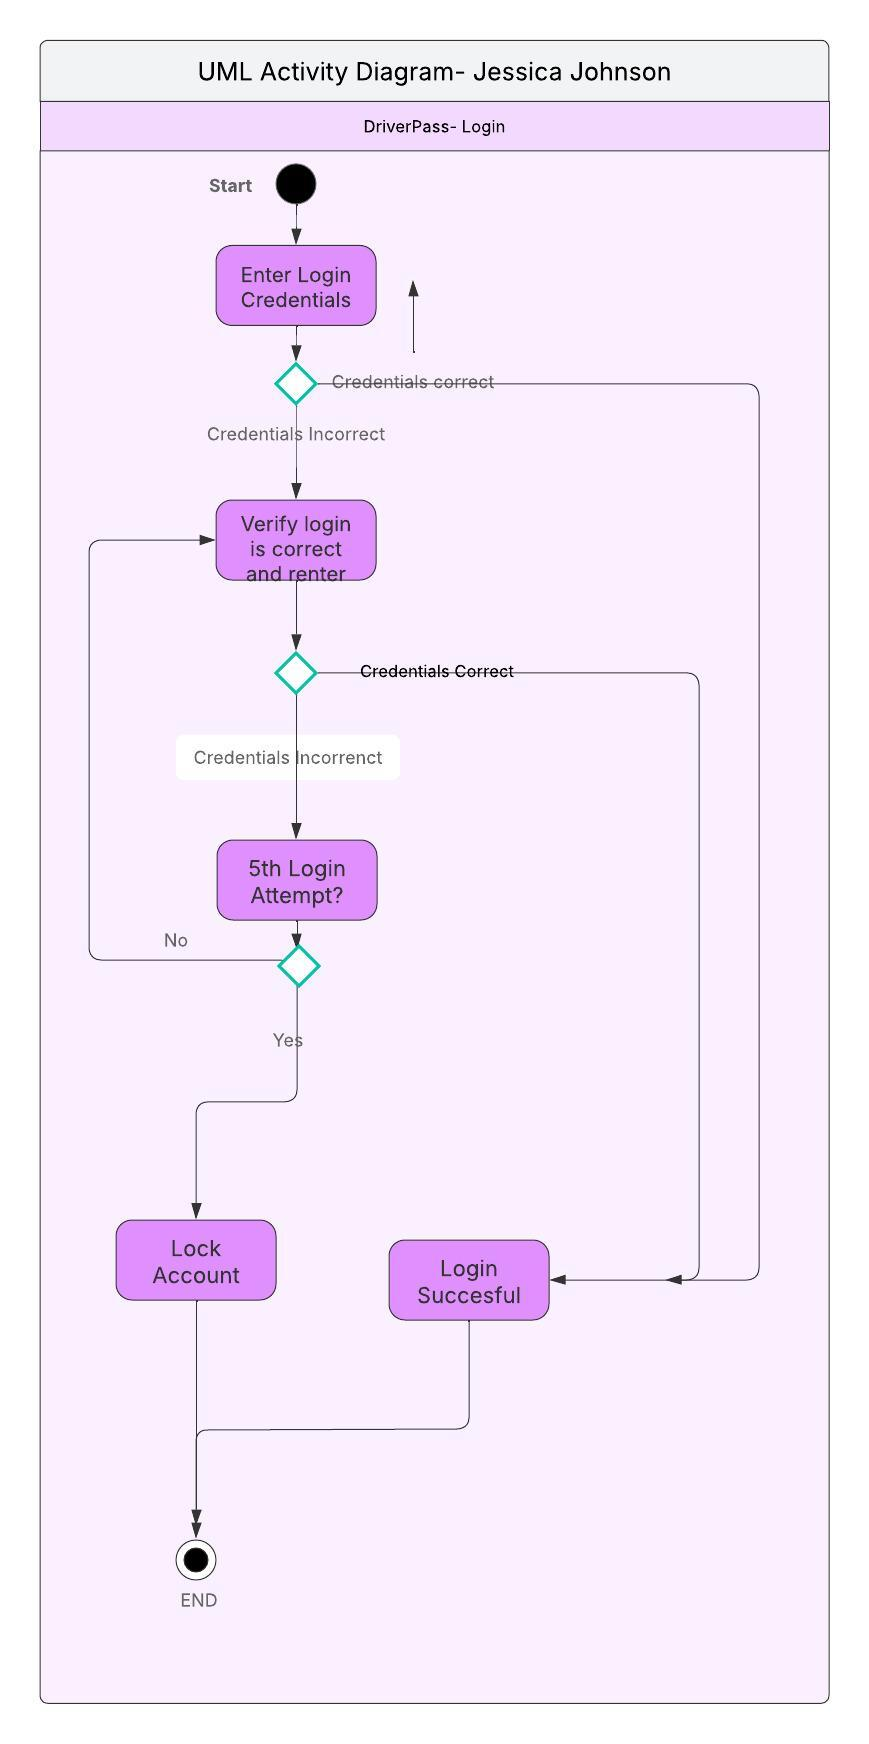 UML Activity Diagram- Jessica Johnson
DriverPass- Login
Start
Enter Login
Credentials
Credentials correct
Credentials Incorrect
Verify login
is correct
and renter
Credentials Correct
Credentials Incorrenct
5th Login
Attempt?
No
Yes
Lock
Account
Login
Succesful
END